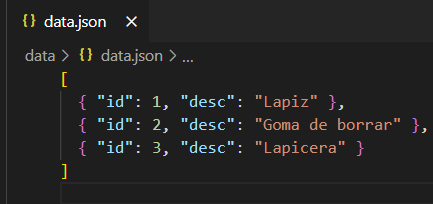 {} data.json ×
data > {} data.json > ...
[
{ "id": 1, "desc": "Lapiz" },
{ "id": 2, "desc": "Goma de borrar" },
{ "id": 3, "desc": "Lapicera" }
]